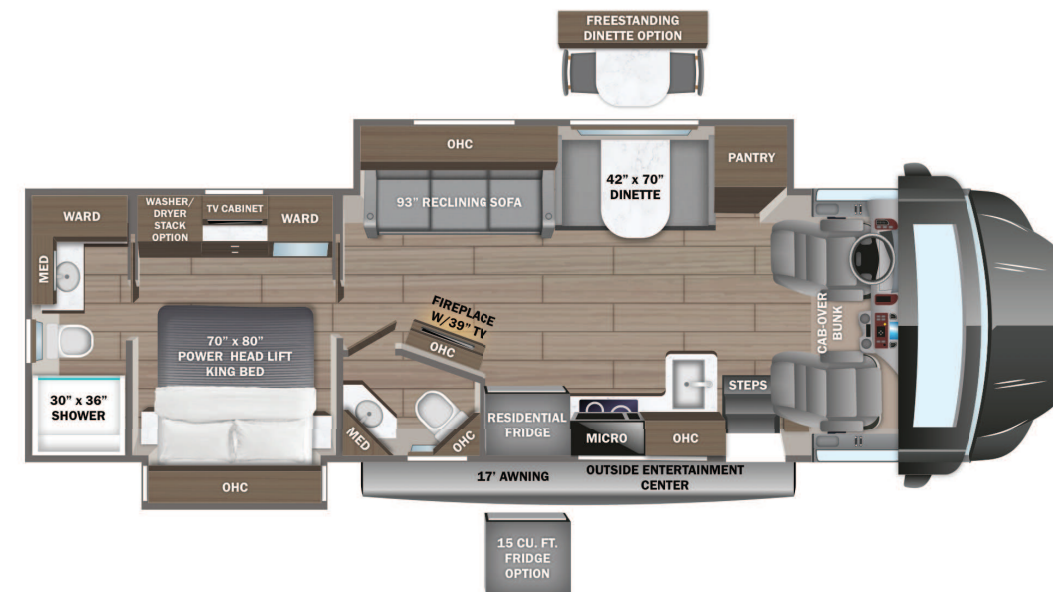 FREESTANDING
DINETTE OPTION
OHC
PANTRY
42” x 70”
DINETTE
93” RECLINING SOFA
WARD
WASHER/
DRYER
STACK
OPTION
TV CABINET
WARD
MED
FIREPLACE
W/39” TV
OHC
CAB-OVER
BUNK
70” x 80”
POWER HEAD LIFT
KING BED
30” x 36”
SHOWER
STEPS
RESIDENTIAL
FRIDGE
MICRO
OHC
MED
OHC
17’ AWNING
OUTSIDE ENTERTAINMENT
CENTER
OHC
15 CU. FT.
FRIDGE
OPTION